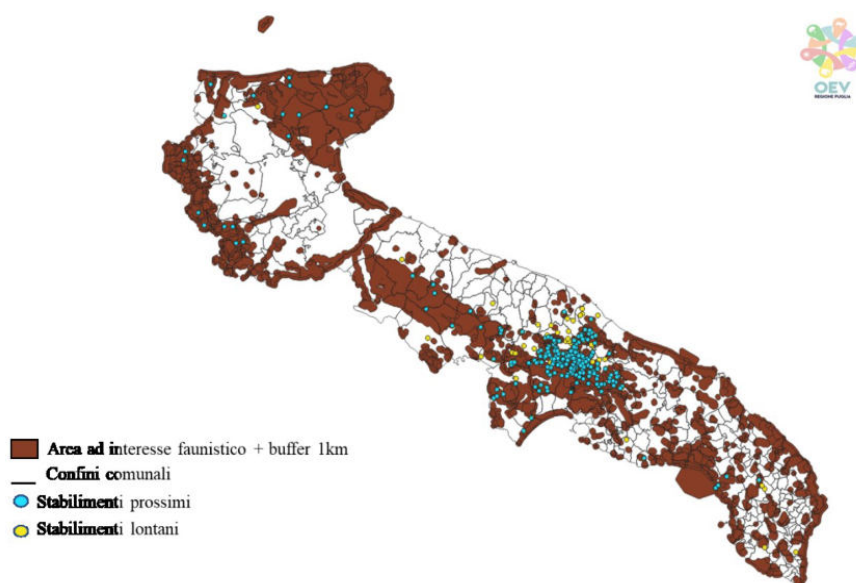 OEV
REGIONE PUGLIA
Area ad interesse faunistico + buffer 1km
Confini comunali
Stabilimenti prossimi
Stabilimenti lontani